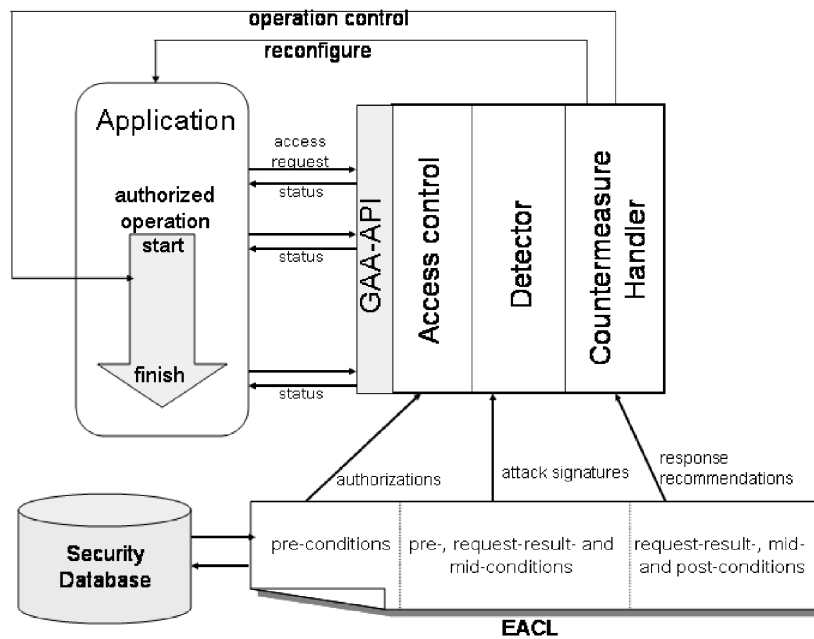 operation control
reconfigure
Application
access
request
status
authorized
operation
start
status
finish
status
GAA-API
Access control
Detector
Countermeasure
Handler
authorizations
attack signatures
response
recommendations
Security
Database
pre-conditions
pre-, request-result- and
mid-conditions
request-result-, mid-
and post-conditions
EACL